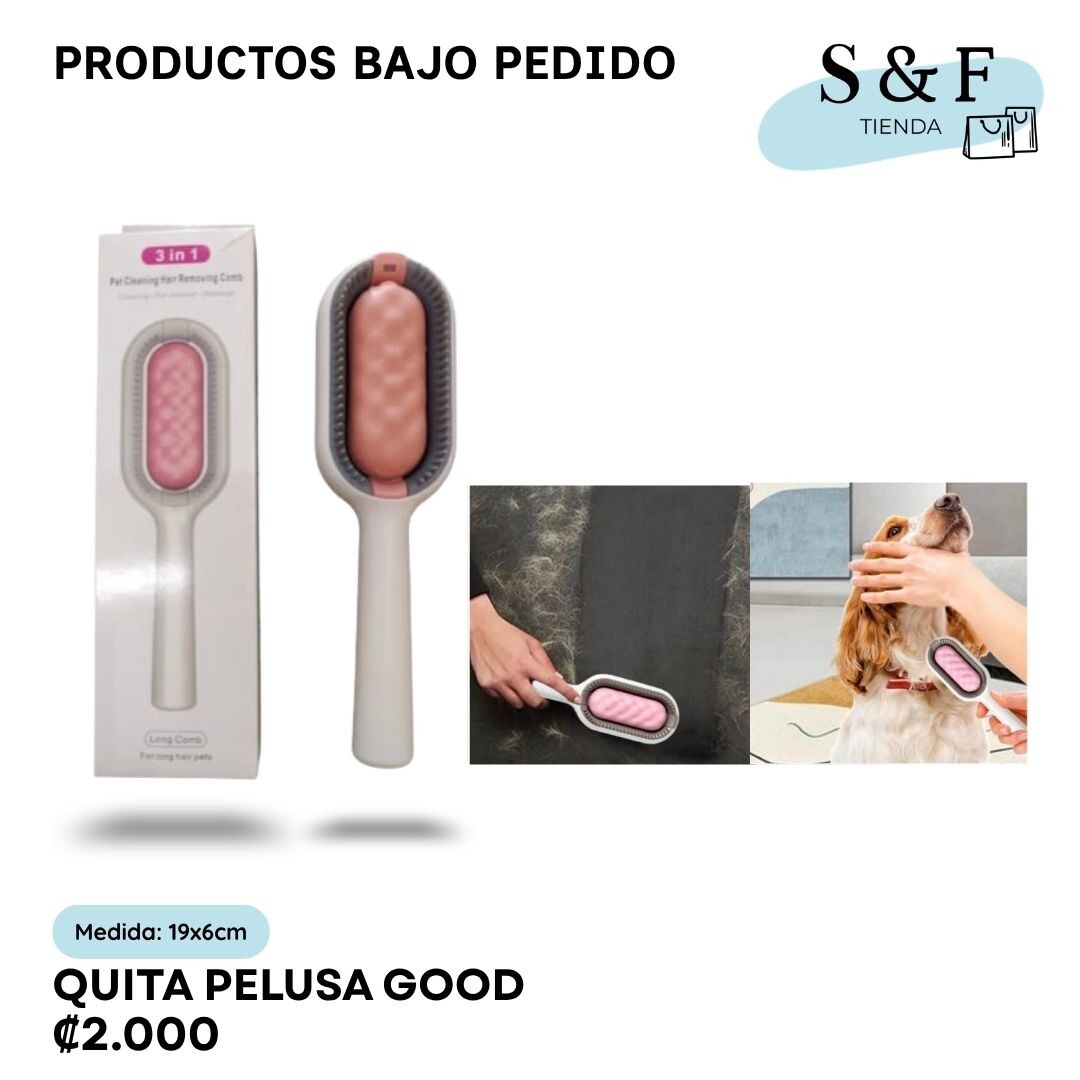 PRODUCTOS BAJO PEDIDO
S & F
TIENDA
3 in 1
Pet Cleaning Hair Removing Comb
Long Comb
For long hair pets
Medida: 19x6cm
QUITA PELUSA GOOD
₡2.000